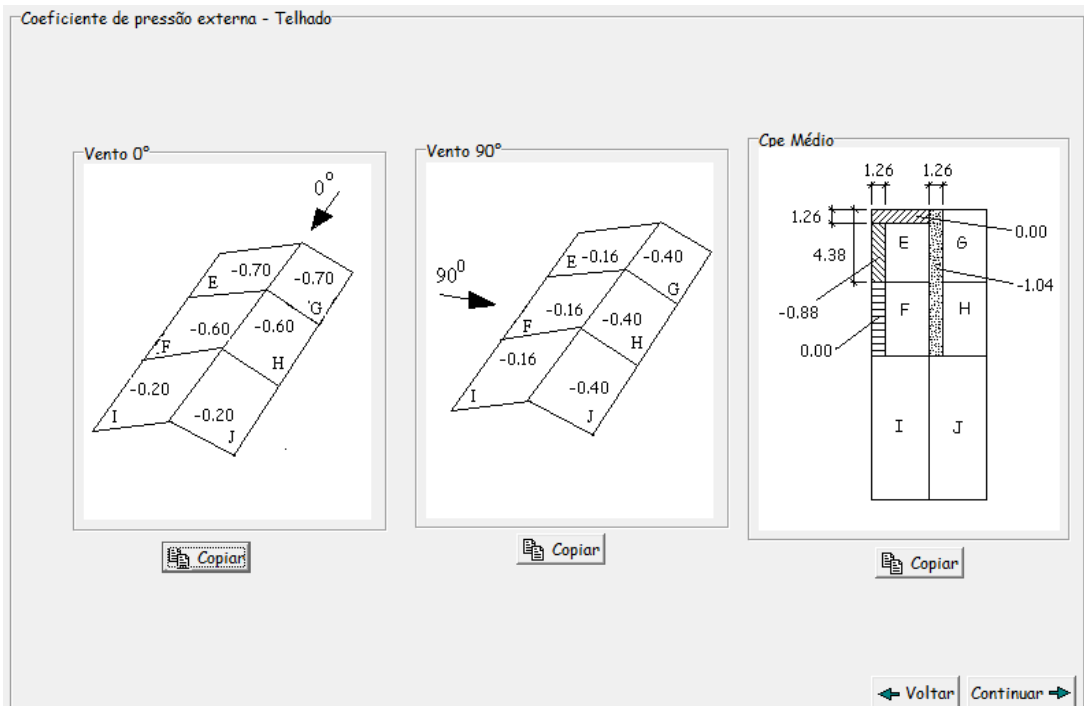 Coeficiente de pressão externa - Telhado
Vento 0°
0°
E -0.70 -0.70
G
F -0.60 -0.60
H
-0.20
I -0.20
J
Copiar
Vento 90°
90⁰
E -0.16 -0.40
G
F -0.16 -0.40
H
-0.16
I -0.40
J
Copiar
Cpe Médio
1.26 1.26
1.26
4.38
E G
0.00
-1.04
-0.88
F H
0.00
I J
Copiar
Voltar Continuar